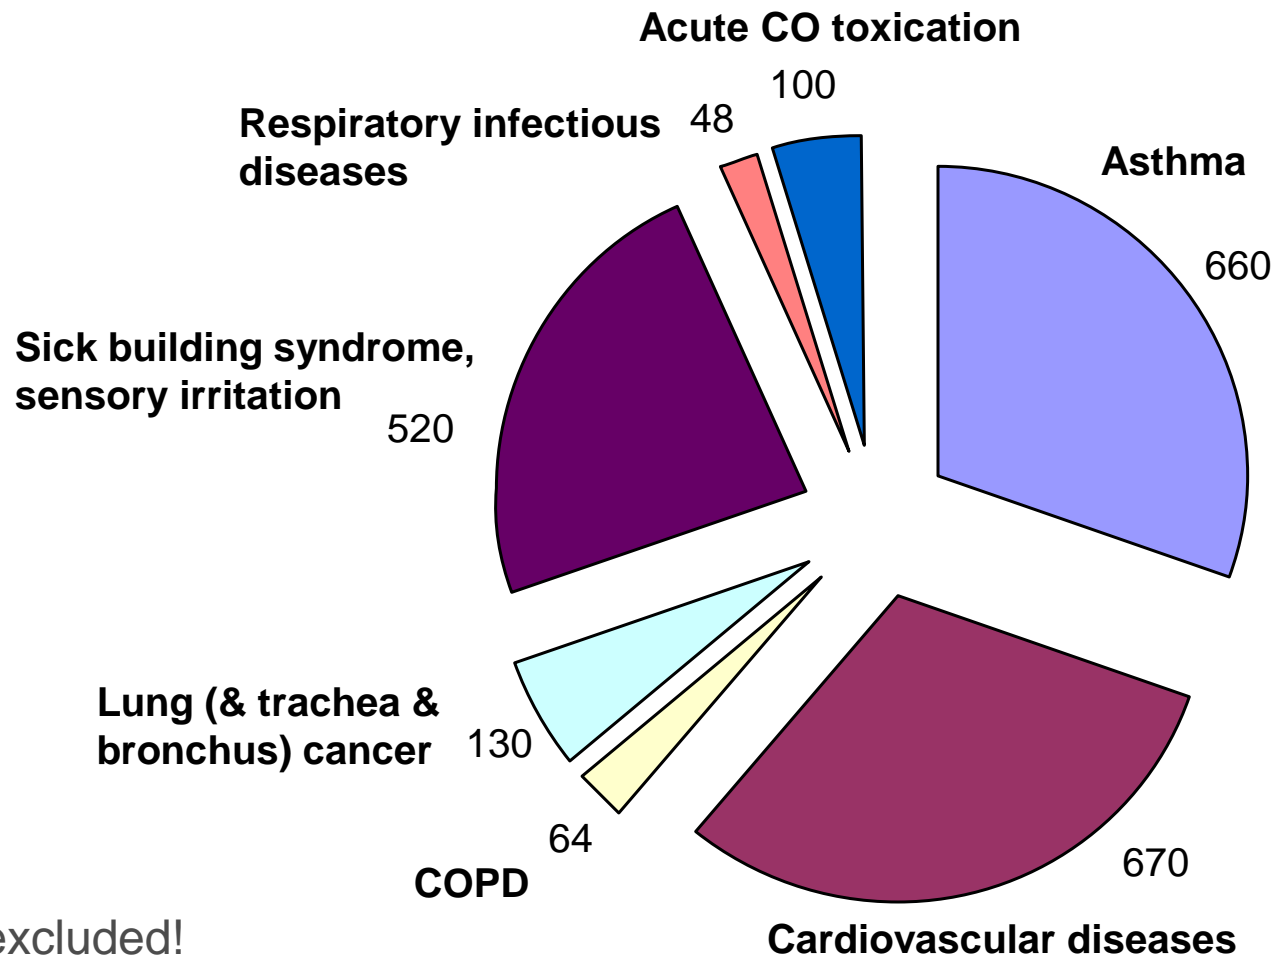 Acute CO toxication
100
Respiratory infectious
diseases
48
Asthma
660
Sick building syndrome,
sensory irritation
520
Lung (& trachea &
bronchus) cancer
130
64
COPD
670
Cardiovascular diseases
excluded!